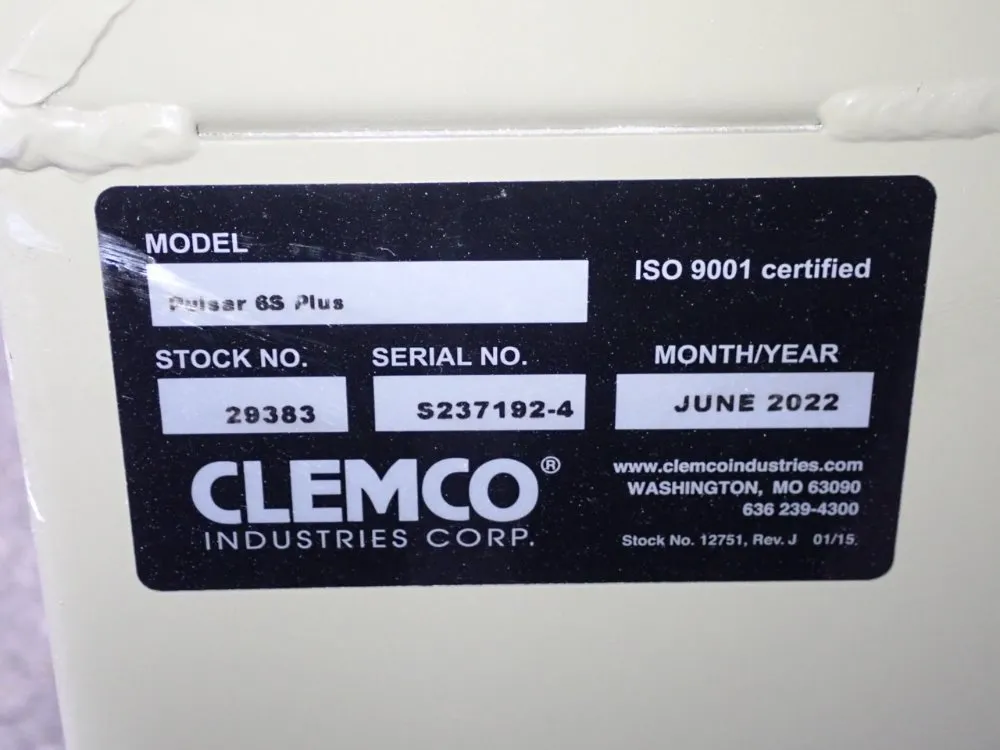 MODEL
Pulsar 6S Plus
ISO 9001 certified
STOCK NO.
29383
SERIAL NO.
S237192-4
MONTH/YEAR
JUNE 2022
CLEMCO®
INDUSTRIES CORP.
www.clemcoindustries.com
WASHINGTON, MO 63090
636 239-4300
Stock No. 12751, Rev. J 01/15